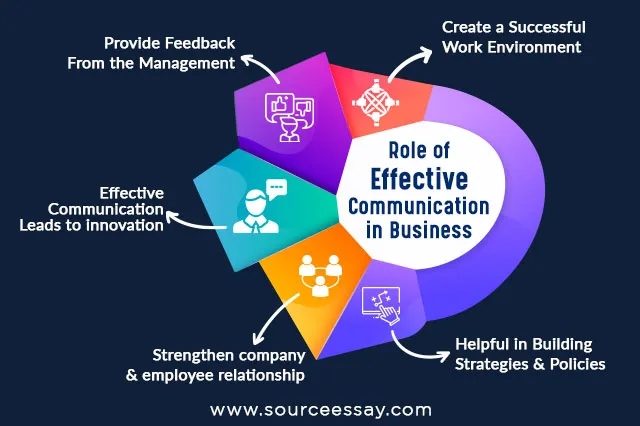 Provide Feedback
From the Management
Create a Successful
Work Environment
Role of
Effective
Communication
in Business
Effective
Communication
Leads to innovation
Strengthen company
& employee relationship
Helpful in Building
Strategies & Policies
www.sourceessay.com